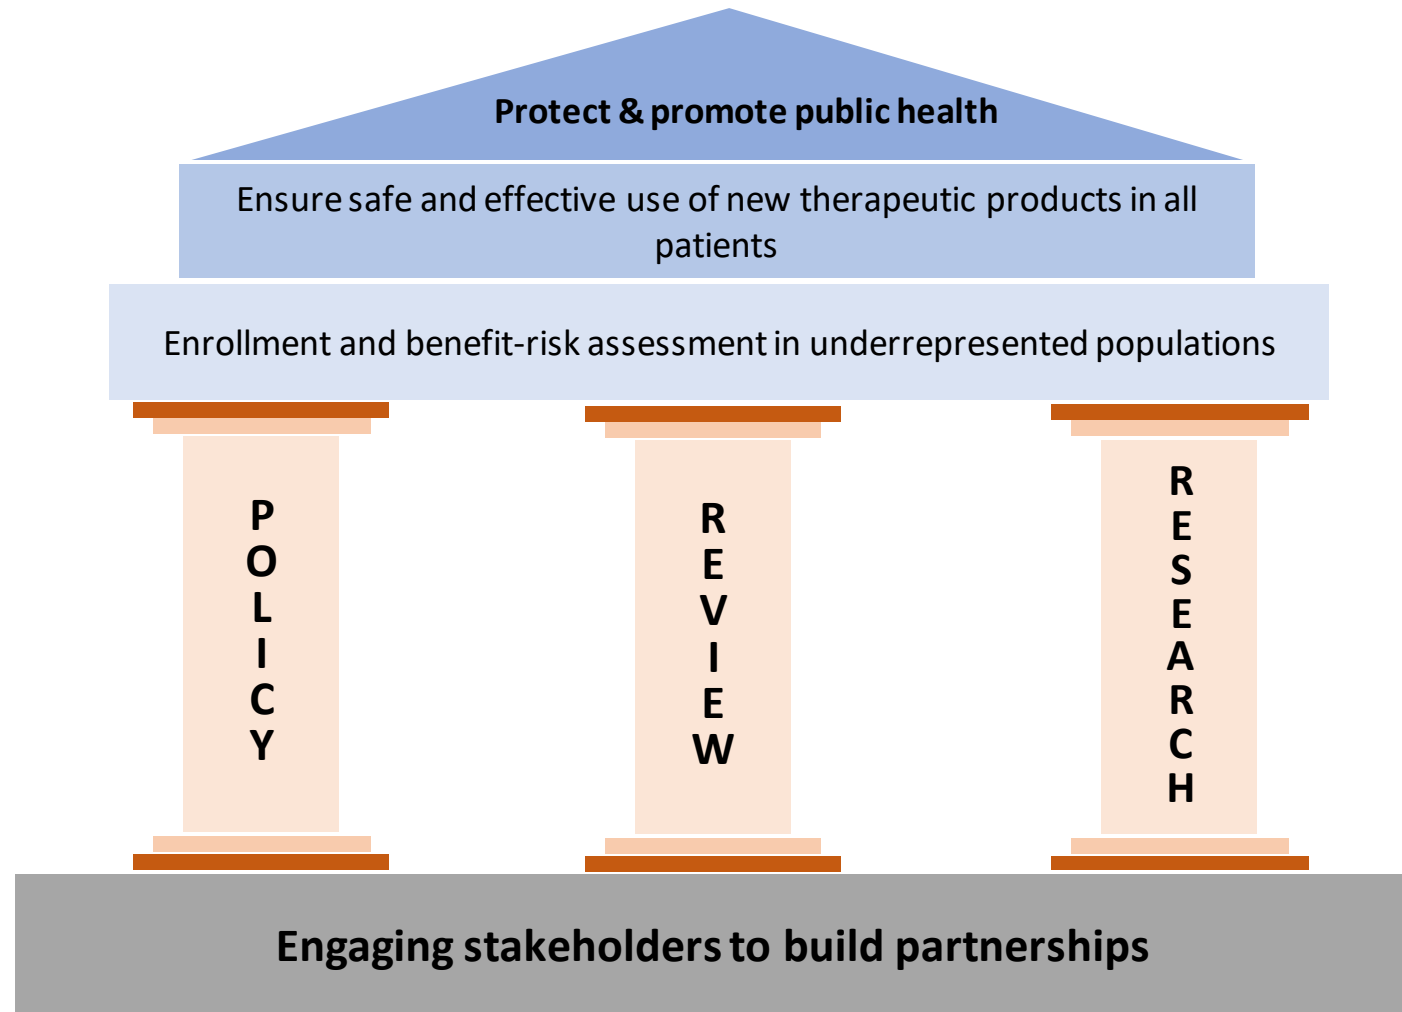 Protect & promote public health
Ensure safe and effective use of new therapeutic products in all
patients
Enrollment and benefit-risk assessment in underrepresented populations
POLICY
REVIEW
RESEARCH
Engaging stakeholders to build partnerships